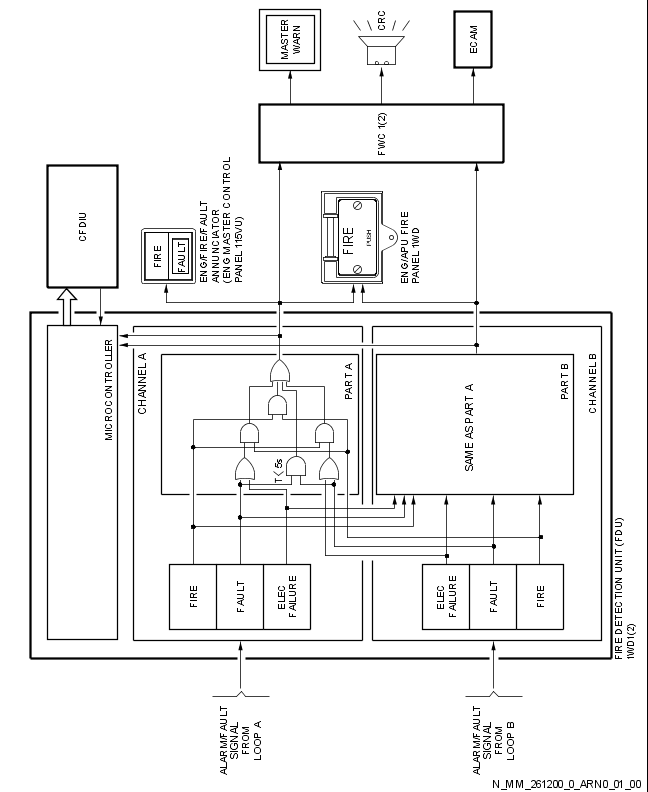 MASTER
WARN
CRC
ECAM
FWC 1(2)
CFDIU
FIRE
FAULT
ENG/FIRE/FAULT
ANNUNCIATOR
(ENG MASTER CONTROL
PANEL 115VU)
FIRE
PUSH
ENG/APU FIRE
PANEL 1WD
MICROCONTROLLER
CHANNEL A
PART A
T < 5s
SAME AS PART A
PART B
CHANNEL B
FIRE
FAULT
ELEC
FAILURE
ELEC
FAILURE
FAULT
FIRE
FIRE DETECTION UNIT (FDU)
1WD1(2)
ALARM/FAULT
SIGNAL
FROM
LOOP A
ALARM/FAULT
SIGNAL
FROM
LOOP B
N_MM_261200_0_ARN0_01_00